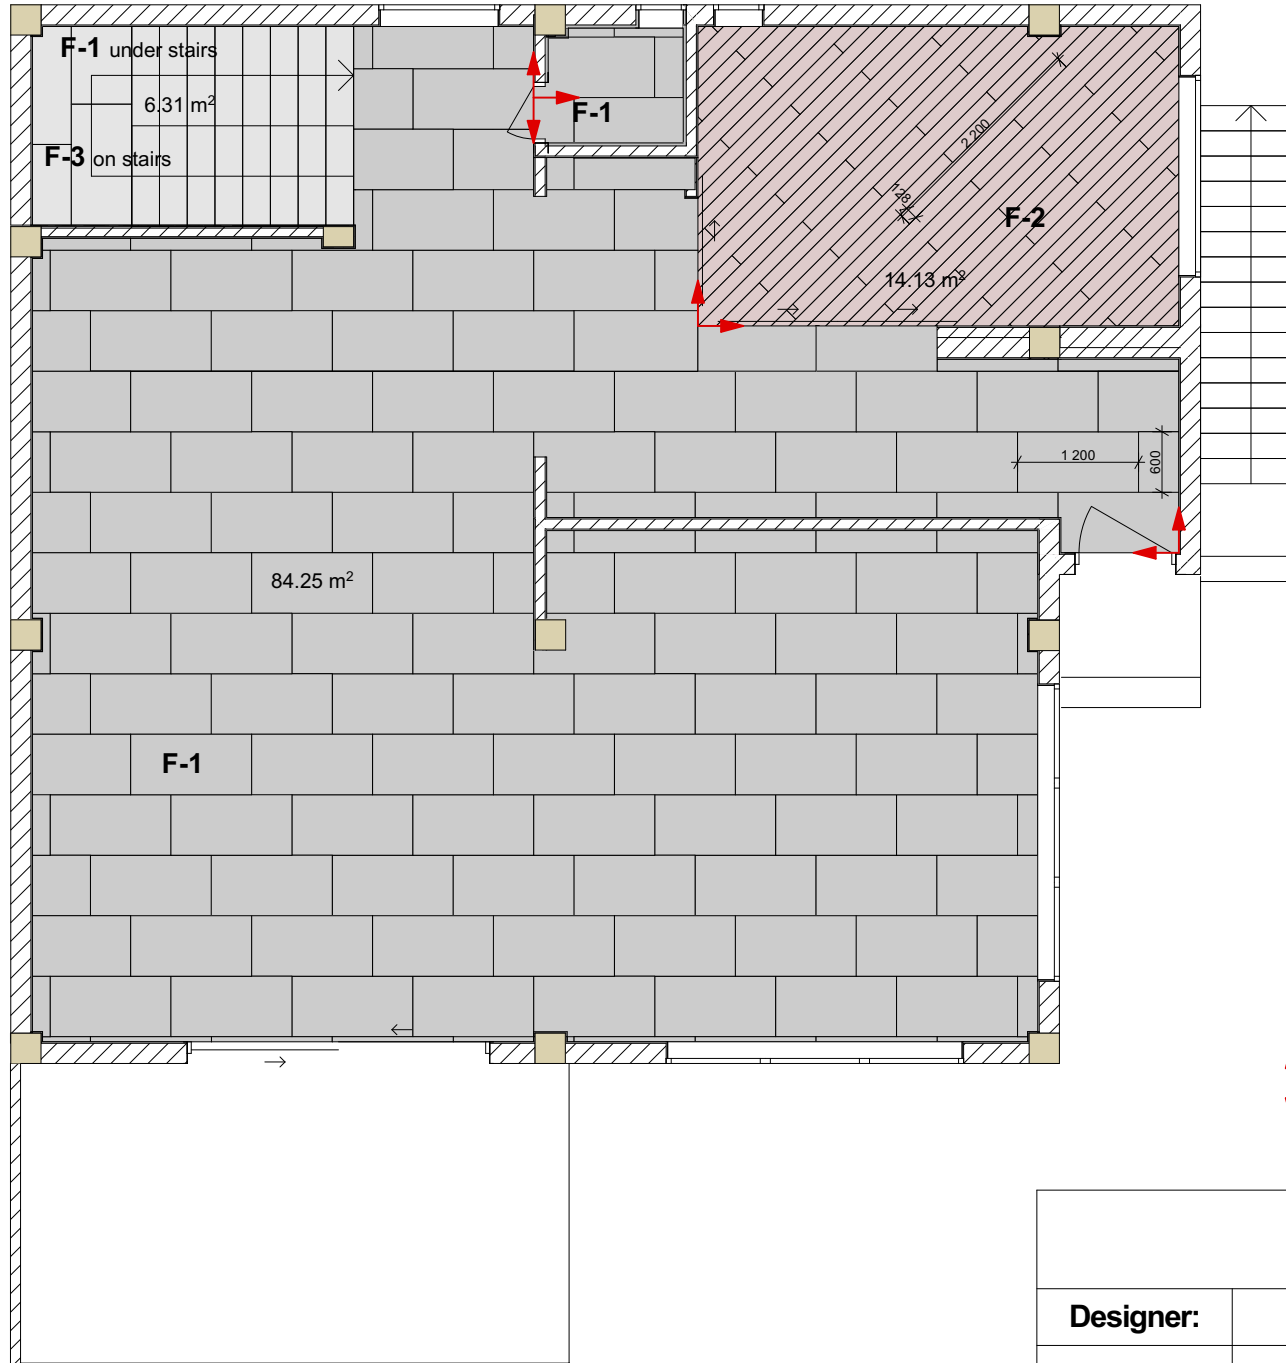 F-1 under stairs
6.31 m²
F-3 on stairs
F-1
2 200
128,4
F-2
14.13 m²
1 200
600
84.25 m²
F-1
Designer: